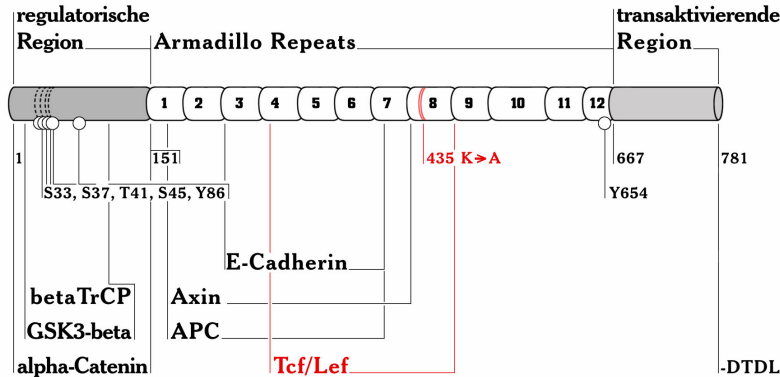 regulatorische
Region
Armadillo Repeats
transaktivierende
Region
1 2 3 4 5 6 7 8 9 10 11 12
1
151
435 K➔A
667
781
S33, S37, T41, S45, Y86
Y654
E-Cadherin
betaTrCP
Axin
GSK3-beta
APC
alpha-Catenin
Tcf/Lef
-DTDL